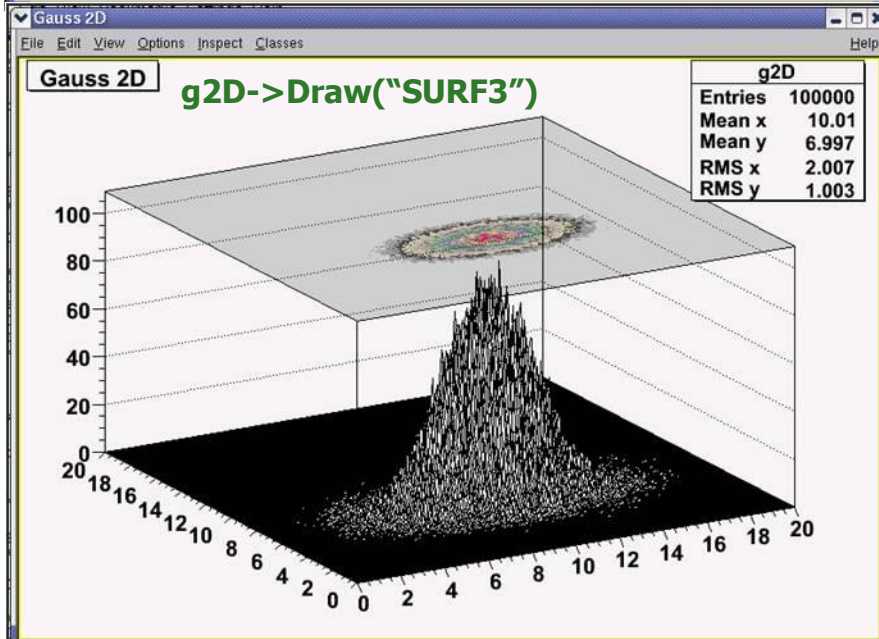 Gauss 2D
File Edit View Options Inspect Classes Help
Gauss 2D
g2D->Draw(“SURF3”)
g2D
Entries 100000
Mean x 10.01
Mean y 6.997
RMS x 2.007
RMS y 1.003
100
80
60
40
20
0
20
18
16
14
12
10
8
6
4
2
0
0
2
4
6
8
10
12
14
16
18
20